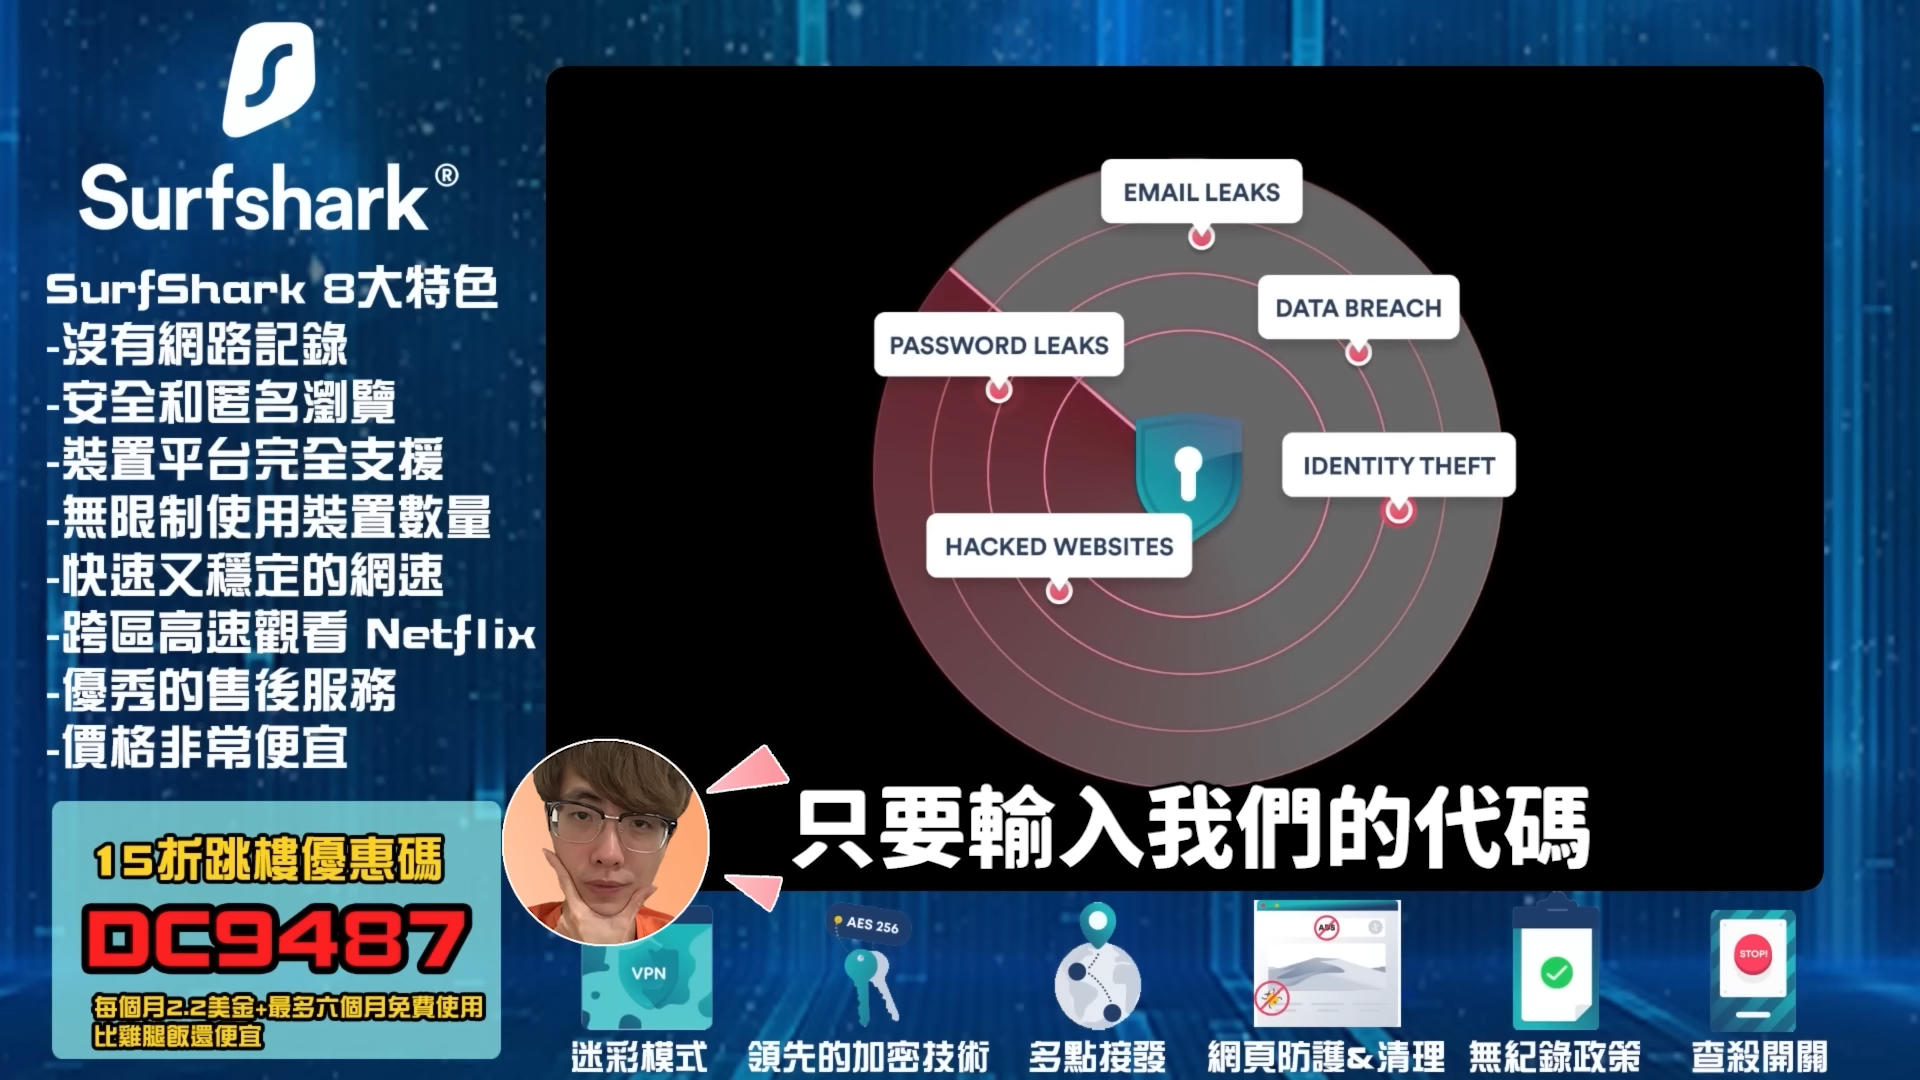 Surfshark®
SurfShark 8大特色
-沒有網路記錄
-安全和匿名瀏覽
-裝置平台完全支援
-無限制使用裝置數量
-快速又穩定的網速
-跨區高速觀看 Netflix
-優秀的售後服務
-價格非常便宜
15折跳樓優惠碼
DC9487
每個月2.2美金+最多六個月免費使用
比雞腿飯還便宜
EMAIL LEAKS
DATA BREACH
PASSWORD LEAKS
IDENTITY THEFT
HACKED WEBSITES
只要輸入我們的代碼
VPN
迷彩模式
AES 256
領先的加密技術
多點接發
ADS
網頁防護&清理
無紀錄政策
STOP!
查殺開關